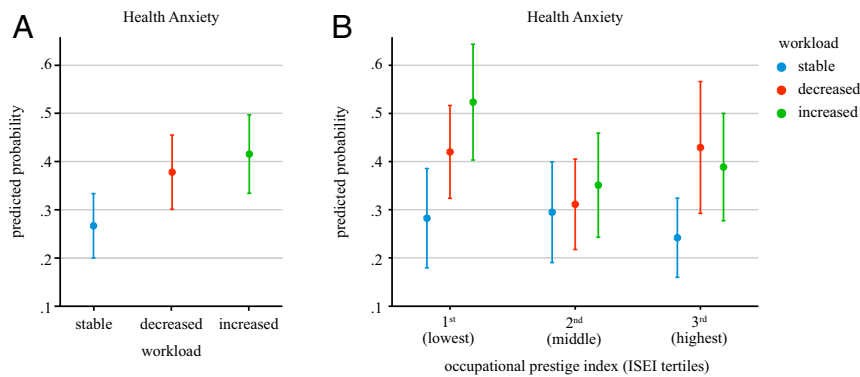 A
Health Anxiety
predicted probability
.6
.5
.4
.3
.2
.1
stable decreased increased
workload
B
Health Anxiety
predicted probability
.6
.5
.4
.3
.2
.1
1st 2nd 3rd
(lowest) (middle) (highest)
occupational prestige index (ISEI tertiles)
workload
stable
decreased
increased